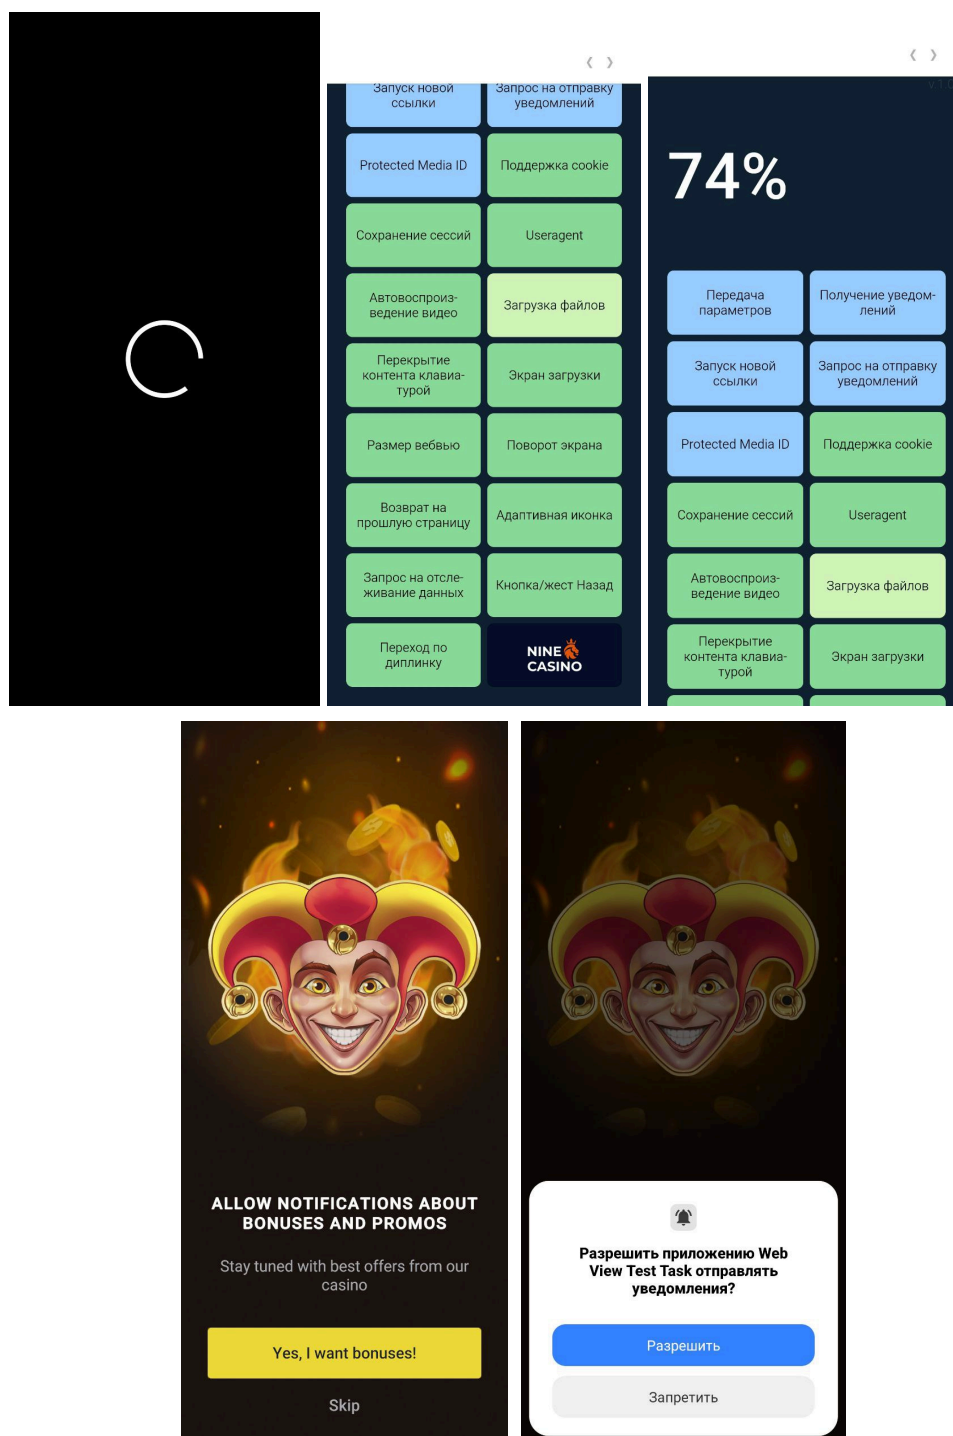 ❮ ❯
Запуск новой
ссылки
Запрос на отправку
уведомлений
Protected Media ID
Поддержка cookie
Сохранение сессий
Useragent
Автовоспроиз-
ведение видео
Загрузка файлов
Перекрытие
контента клавиа-
турой
Экран загрузки
Размер вебвью
Поворот экрана
Возврат на
прошлую страницу
Адаптивная иконка
Запрос на отсле-
живание данных
Кнопка/жест Назад
Переход по
диплинку
NINE
CASINO
❮ ❯
v.1.0
74%
Передача
параметров
Получение уведом-
лений
Запуск новой
ссылки
Запрос на отправку
уведомлений
Protected Media ID
Поддержка cookie
Сохранение сессий
Useragent
Автовоспроиз-
ведение видео
Загрузка файлов
Перекрытие
контента клавиа-
турой
Экран загрузки
ALLOW NOTIFICATIONS ABOUT
BONUSES AND PROMOS
Stay tuned with best offers from our
casino
Yes, I want bonuses!
Skip
Разрешить приложению Web
View Test Task отправлять
уведомления?
Разрешить
Запретить